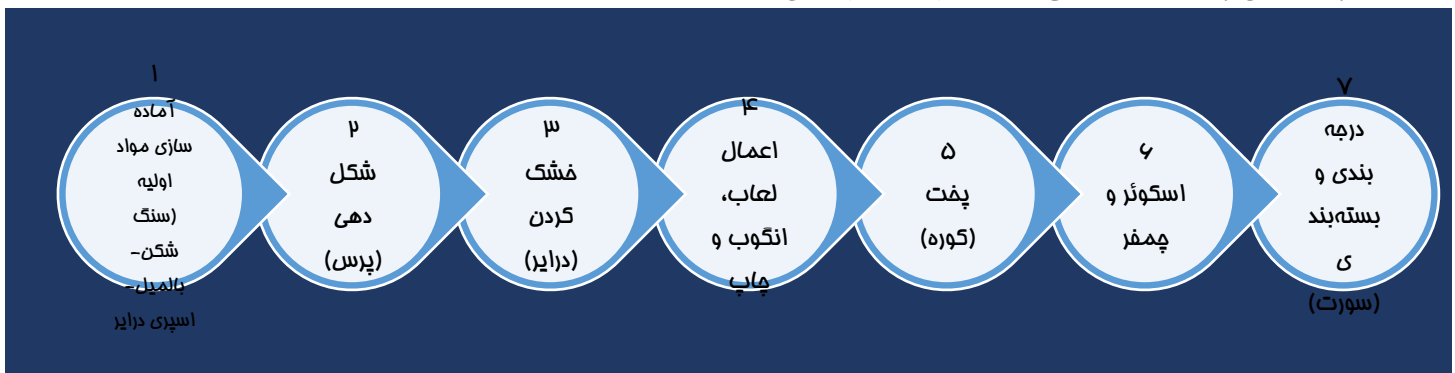 ۱
آماده
سازی مواد
اولیه
(سنگ
شکن-
بالمیل-
اسپری درایر
۲
شکل
دهی
(پرس)
۳
خشک
کردن
(درایر)
۴
اعمال
لعاب،
انگوب و
چاپ
۵
پخت
(کوره)
۶
اسکوئر و
چمفر
۷
درجه
بندی و
بسته‌بند
ی
(سورت)